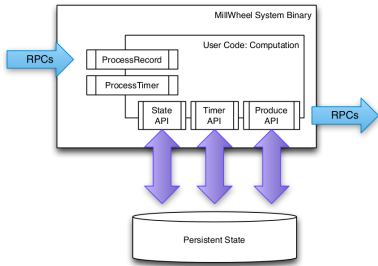 MillWheel System Binary
User Code: Computation
RPCs
ProcessRecord
ProcessTimer
State
API
Timer
API
Produce
API
RPCs
Persistent State